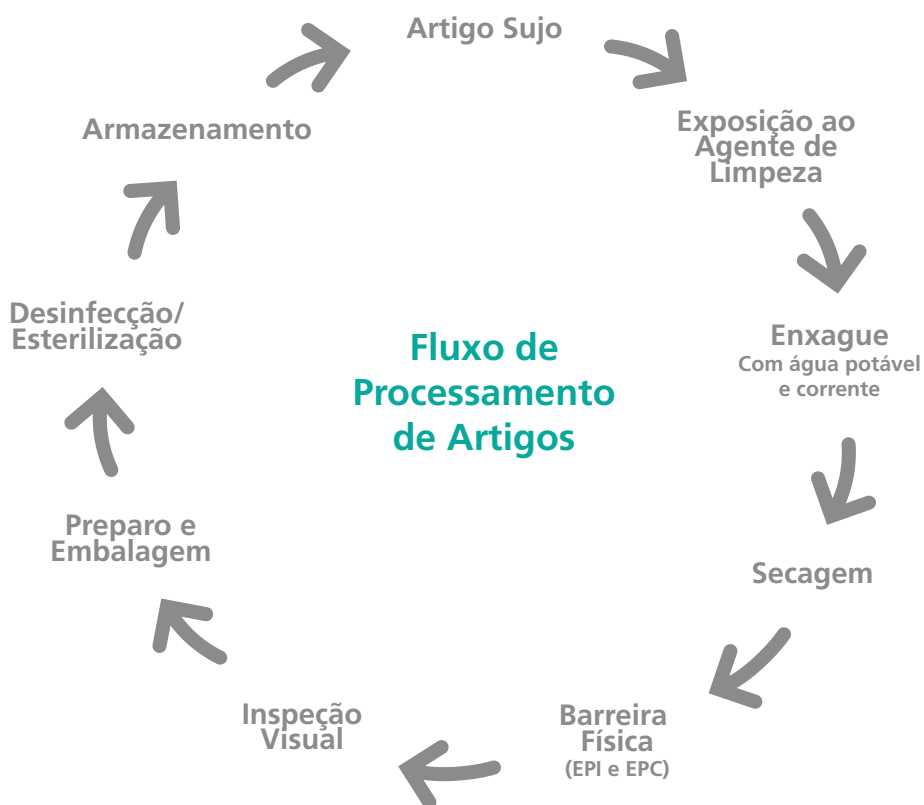 Artigo Sujo
Exposição ao
Agente de
Limpeza
Enxague
Com água potável
e corrente
Secagem
Barreira
Física
(EPI e EPC)
Inspeção
Visual
Preparo e
Embalagem
Desinfecção/
Esterilização
Armazenamento
Fluxo de
Processamento
de Artigos